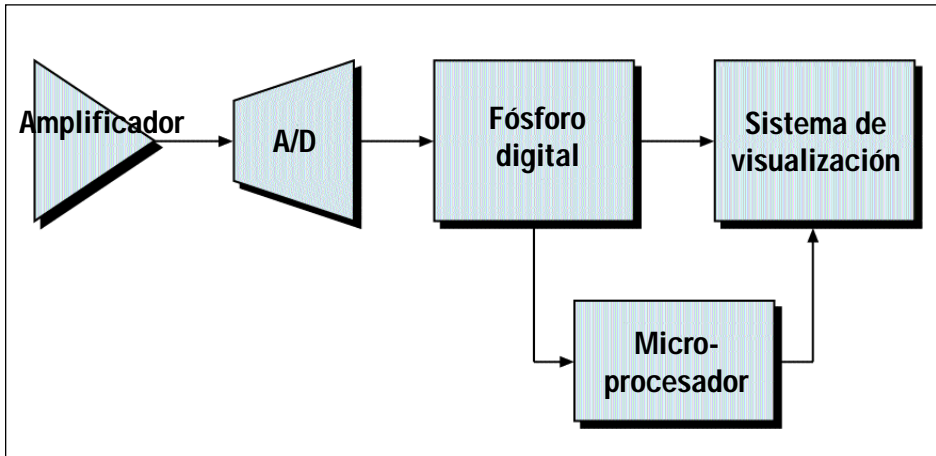 Amplificador
A/D
Fósforo
digital
Sistema de
visualización
Micro-
procesador